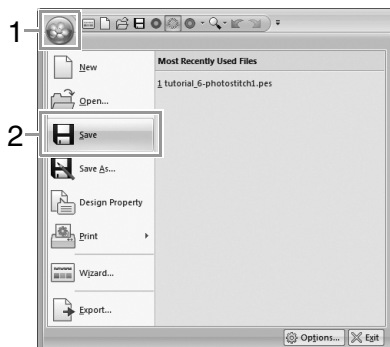 1
New
Most Recently Used Files
1 tutorial_6-photostitch1.pes
Open...
2
Save
Save As...
Design Property
Print
Wizard...
Export...
Options...
Exit